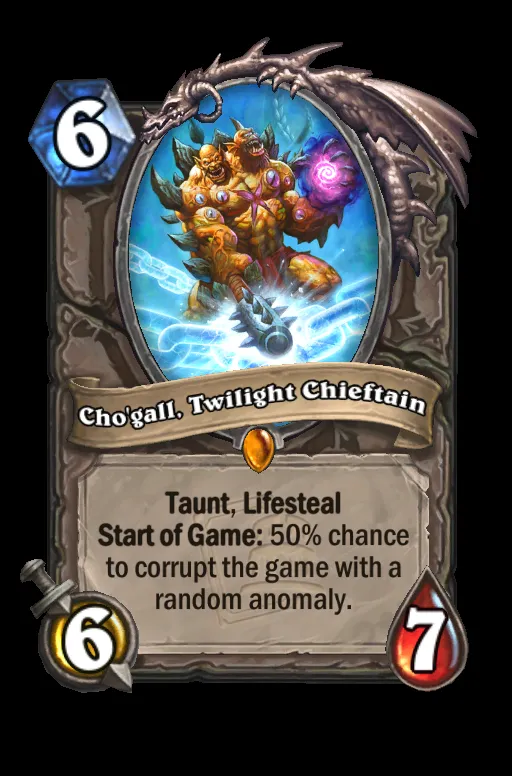 6
Cho'gall, Twilight Chieftain
Taunt, Lifesteal
Start of Game: 50% chance
to corrupt the game with a
random anomaly.
6
7